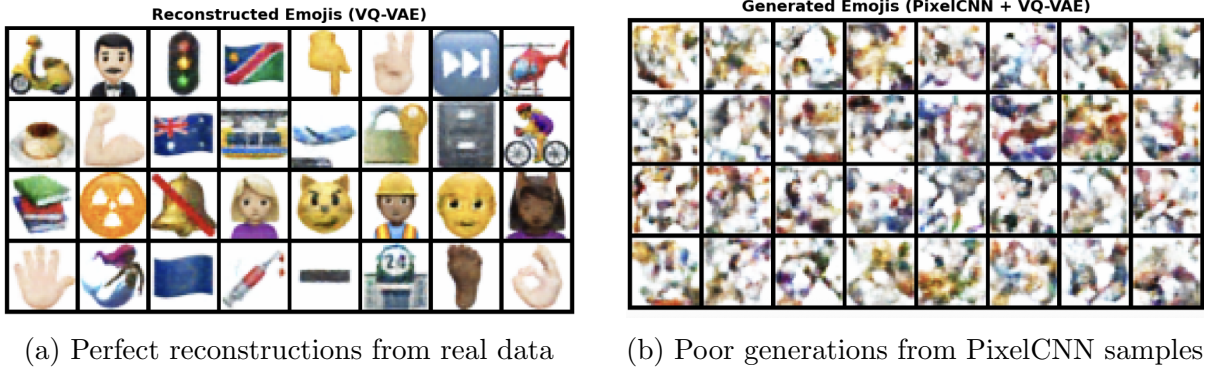 Reconstructed Emojis (VQ-VAE)
Generated Emojis (PixelCNN + VQ-VAE)
24
(a) Perfect reconstructions from real data
(b) Poor generations from PixelCNN samples